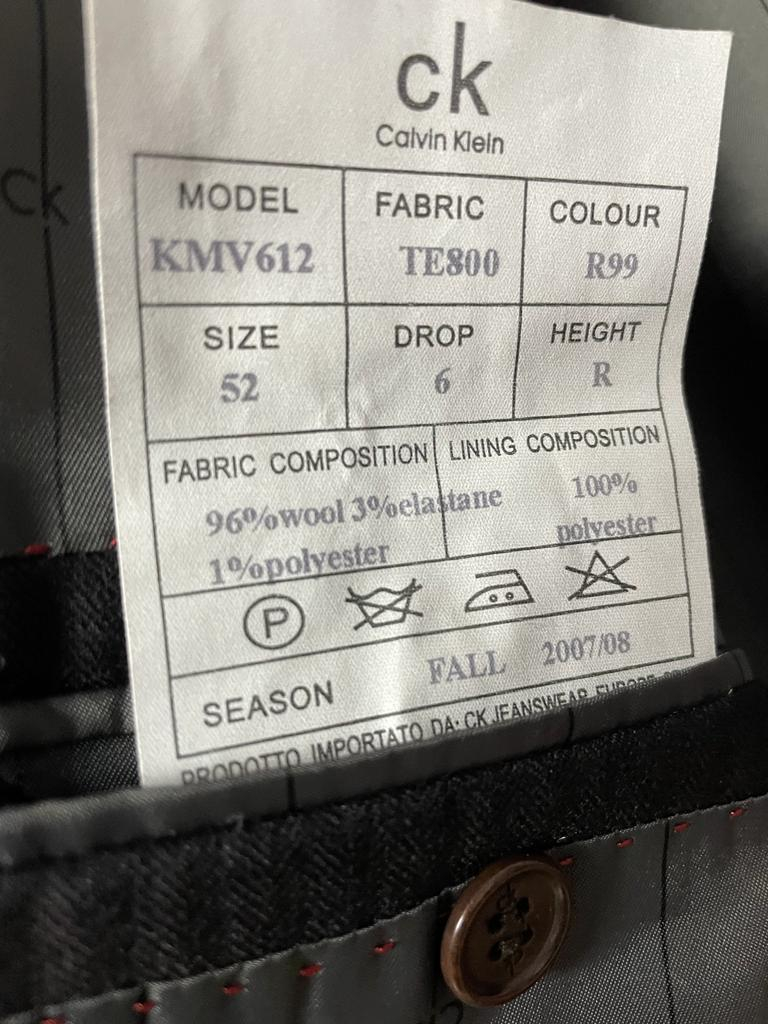 ck
Calvin Klein
Ck
MODEL FABRIC COLOUR
KMV612 TE800 R99
SIZE DROP HEIGHT
52 6 R
FABRIC COMPOSITION LINING COMPOSITION
96%wool 3%elastane 100%
1%polyester polyester
P
SEASON FALL 2007/08
PRODOTTO IMPORTATO DA: CK JEANSWEAR EUROPE